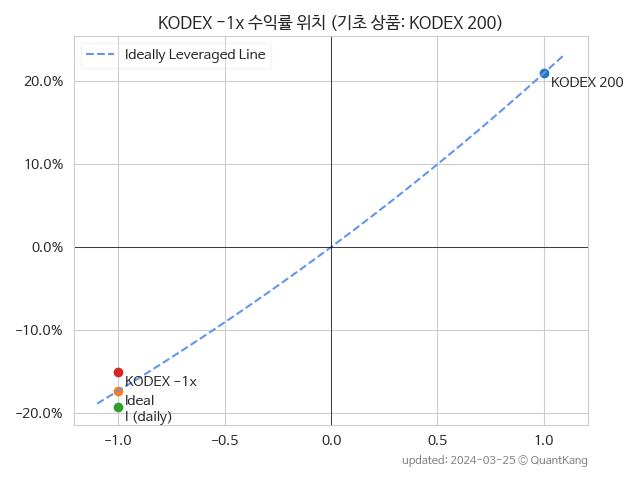 KODEX -1x 수익률 위치 (기초 상품: KODEX 200)
Ideally Leveraged Line
20.0%
10.0%
0.0%
-10.0%
-20.0%
KODEX 200
KODEX -1x
Ideal
I (daily)
-1.0
-0.5
0.0
0.5
1.0
updated: 2024-03-25 © QuantKang